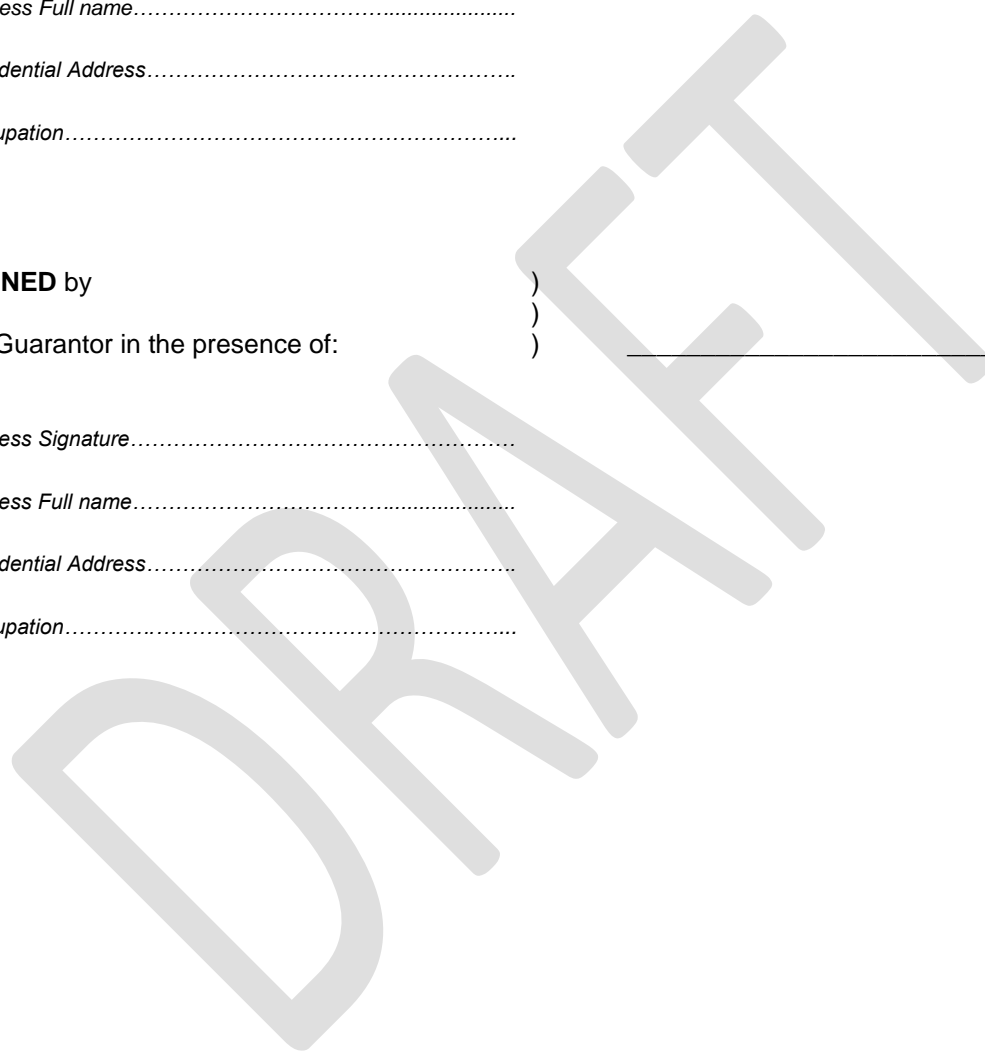 ess Full name……………………………......................
dential Address…………………………………………….
upation…………..…………………………………………...
NED by )
)
Guarantor in the presence of: ) ___________________________
ess Signature………………………………………………
ess Full name……………………………......................
dential Address…………………………………………….
upation…………..…………………………………………...
DRAFT